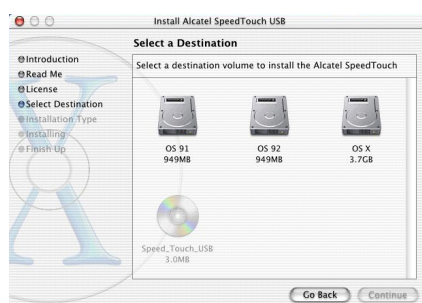 Install Alcatel SpeedTouch USB
Select a Destination
Introduction
Read Me
License
Select Destination
Installation Type
Installing
Finish Up
Select a destination volume to install the Alcatel SpeedTouch
OS 91
949MB
OS 92
949MB
OS X
3.7GB
Speed_Touch_USB
3.0MB
Go Back
Continue